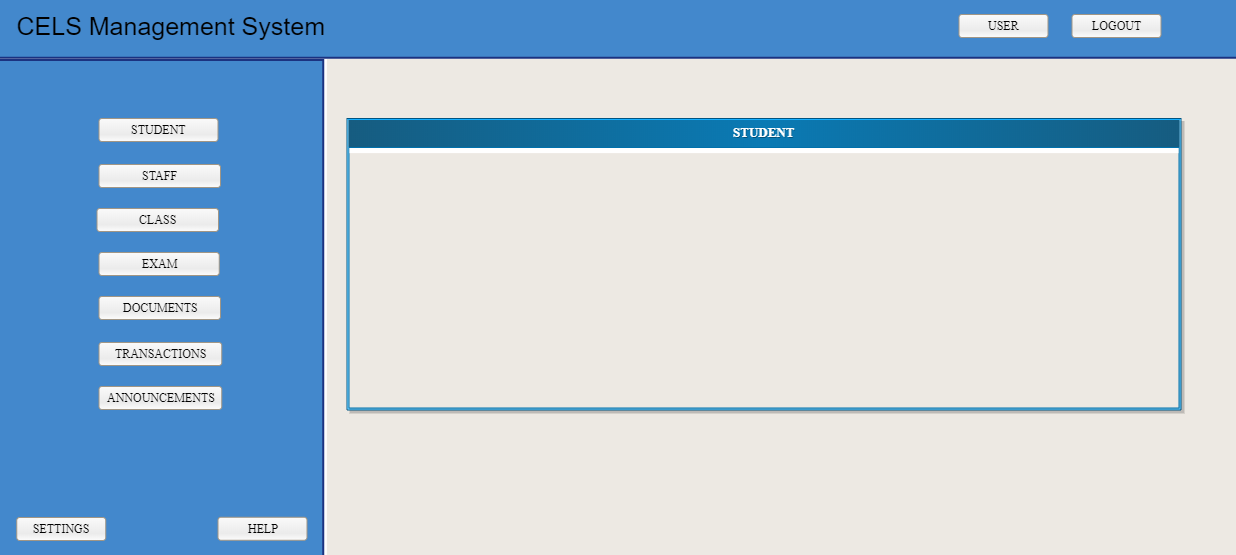 CELS Management System
USER
LOGOUT
STUDENT
STAFF
CLASS
EXAM
DOCUMENTS
TRANSACTIONS
ANNOUNCEMENTS
SETTINGS
HELP
STUDENT